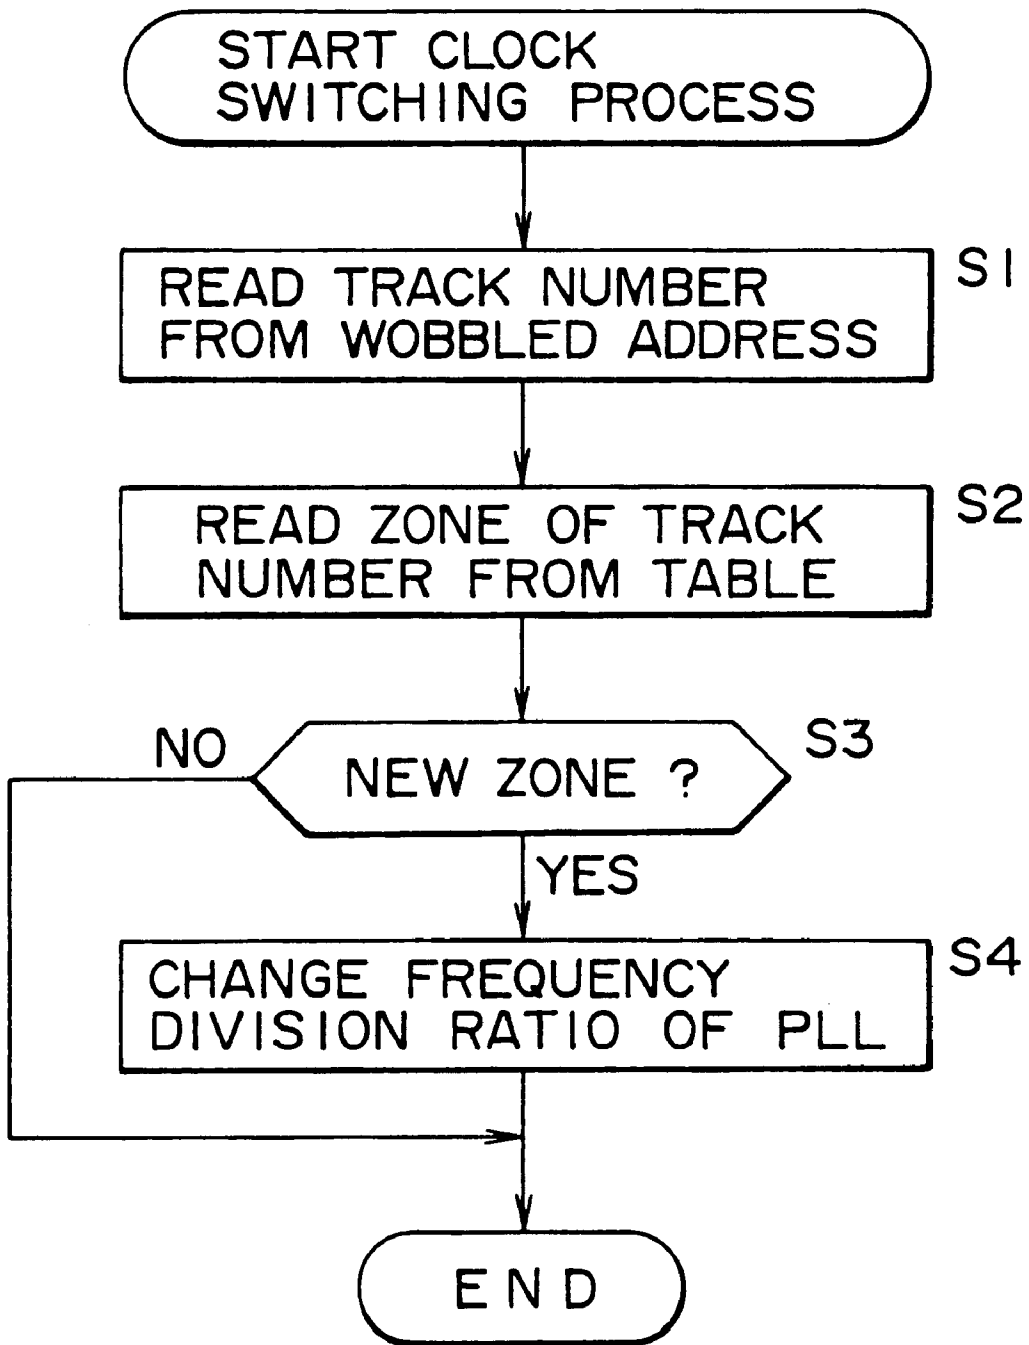 START CLOCK
SWITCHING PROCESS
S1
READ TRACK NUMBER
FROM WOBBLED ADDRESS
S2
READ ZONE OF TRACK
NUMBER FROM TABLE
S3
NO
NEW ZONE ?
YES
S4
CHANGE FREQUENCY
DIVISION RATIO OF PLL
END